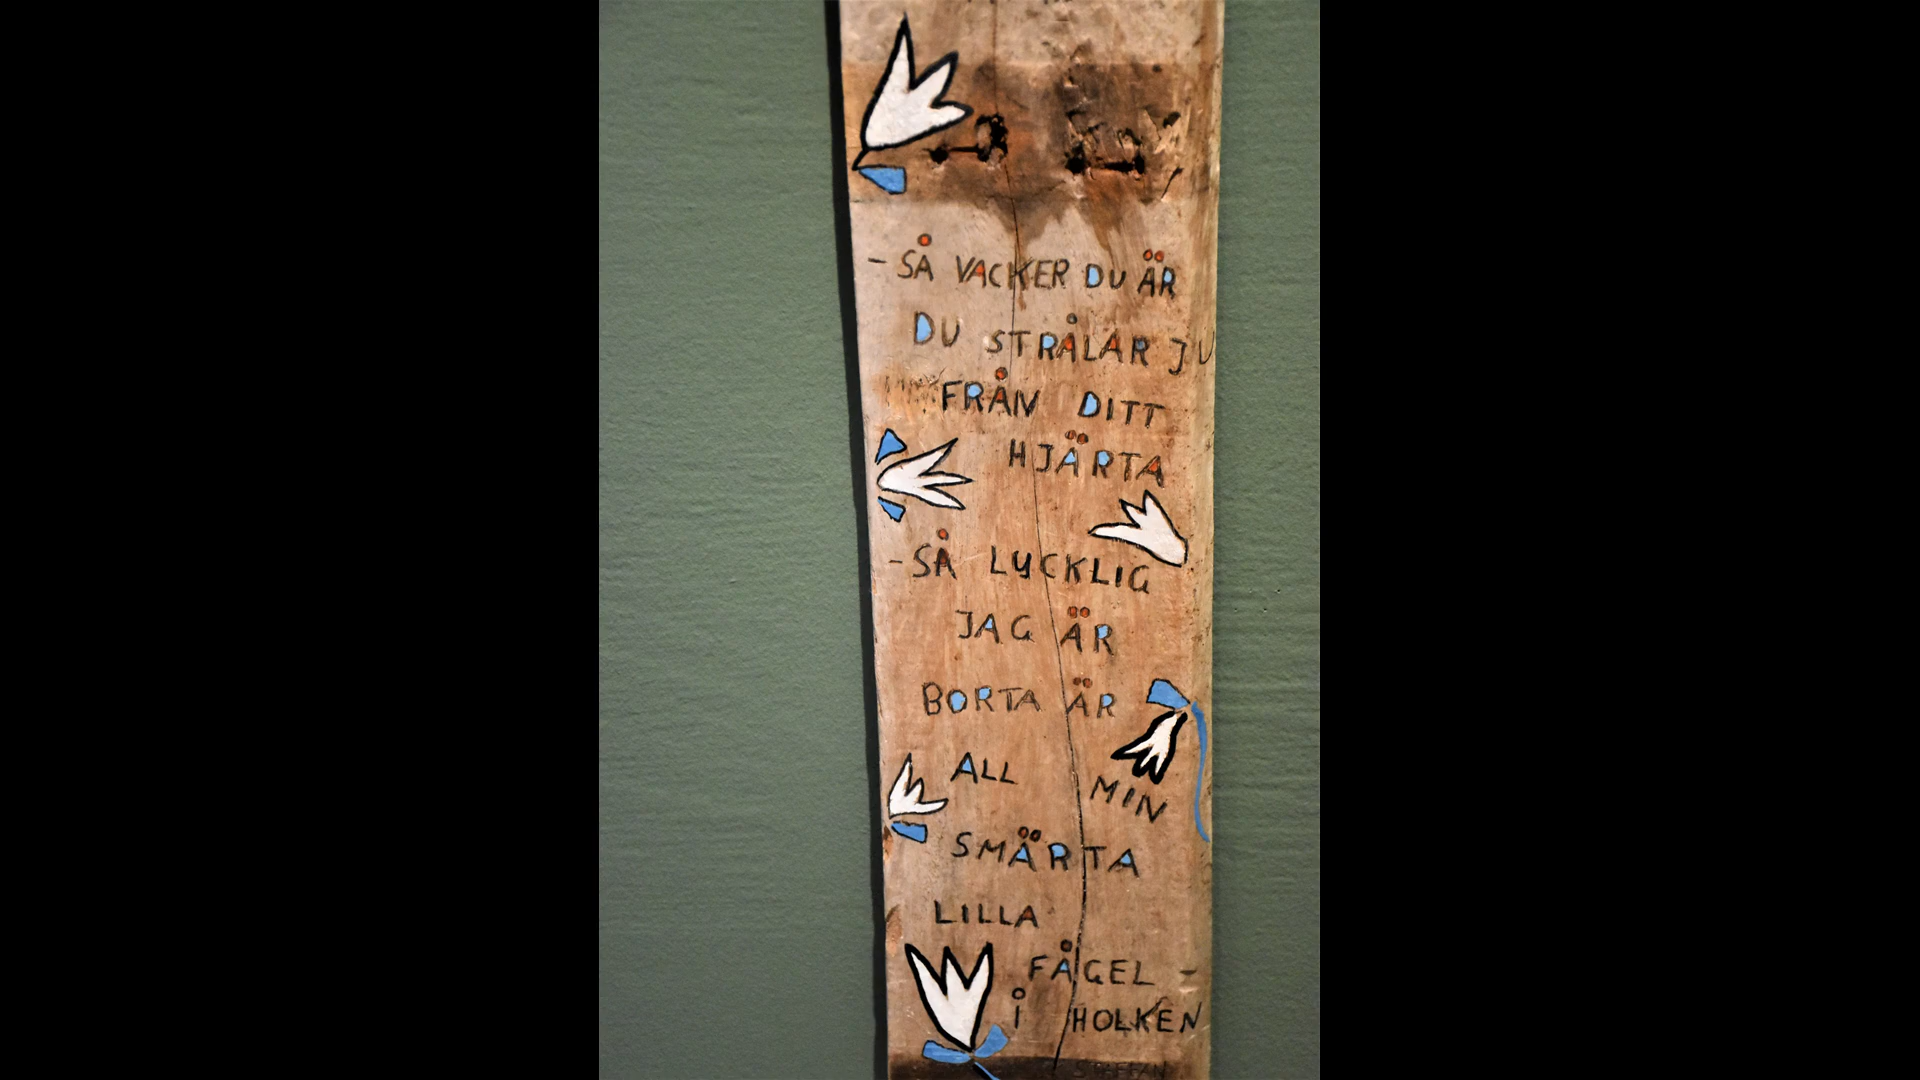 - SÅ VACKER DU ÄR
DU STRÅLAR JU
FRÅN DITT
HJÄRTA
- SÅ LYCKLIG
JAG ÄR
BORTA ÄR
ALL MIN
SMÄRTA
LILLA
FÅGEL -
I HOLKEN
STAFFAN